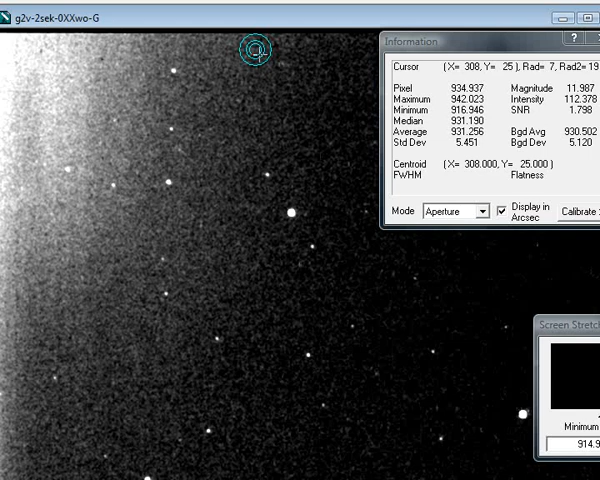 g2v-2sek-0XXwo-G
Information
?
Cursor ( X= 308, Y= 25 ), Rad= 7, Rad2= 19
Pixel 934.937 Magnitude 11.987
Maximum 942.023 Intensity 112.378
Minimum 916.946 SNR 1.798
Median 931.190
Average 931.256 Bgd Avg 930.502
Std Dev 5.451 Bgd Dev 5.120
Centroid ( X= 308.000, Y= 25.000 )
FWHM Flatness
Mode Aperture Display in Arcsec Calibrate
Screen Stretch
Minimum
914.9